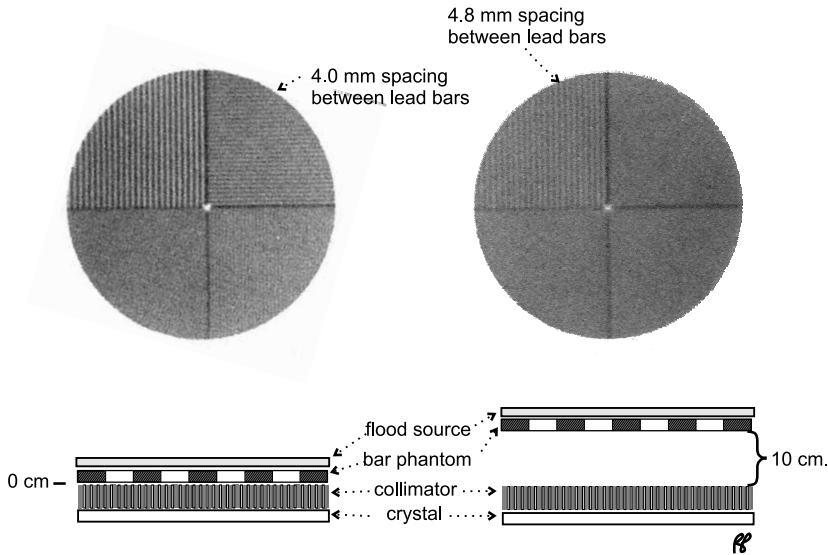 4.8 mm spacing
between lead bars
4.0 mm spacing
between lead bars
flood source
bar phantom
10 cm.
0 cm
collimator
crystal